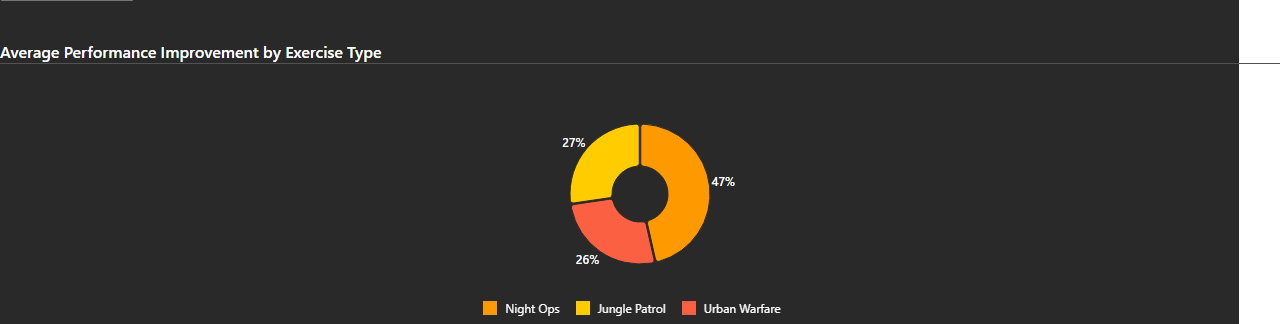 Average Performance Improvement by Exercise Type
27%
47%
26%
Night Ops Jungle Patrol Urban Warfare